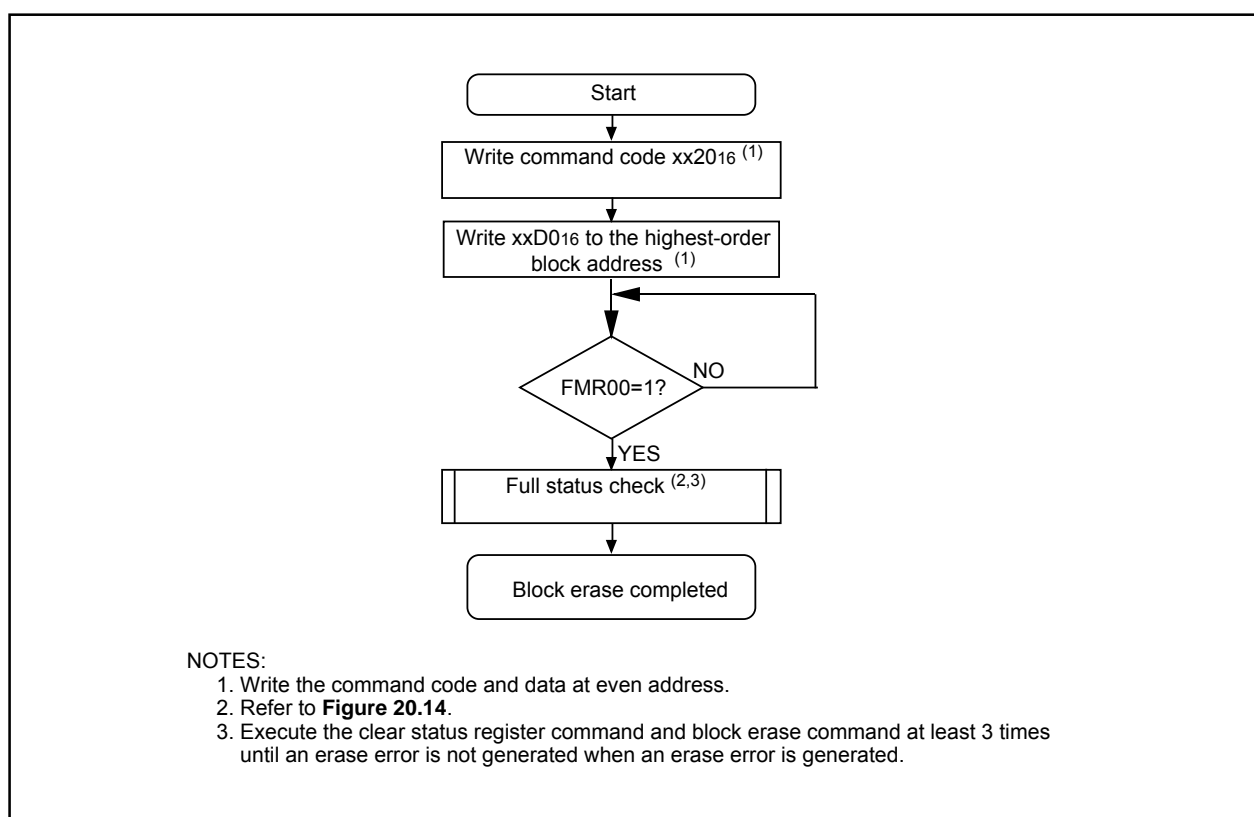 Start
Write command code xx2016 (1)
Write xxD016 to the highest-order
block address (1)
NO
FMR00=1?
YES
Full status check (2,3)
Block erase completed
NOTES:
1. Write the command code and data at even address.
2. Refer to Figure 20.14.
3. Execute the clear status register command and block erase command at least 3 times
until an erase error is not generated when an erase error is generated.